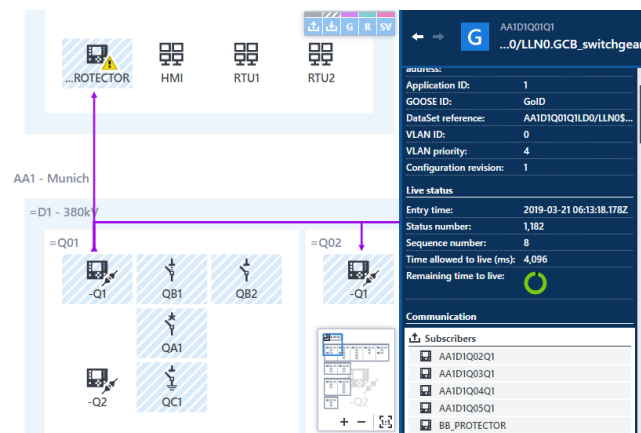 G R SV
...ROTECTOR HMI RTU1 RTU2
AA1 - Munich
=D1 - 380kV
=Q01 =Q02
-Q1 QB1 QB2 -Q1
QA1
-Q2 QC1 -Q2
+ −
G
AA1D1Q01Q1
...0/LLN0.GCB_switchgear
address:
Application ID: 1
GOOSE ID: GoID
DataSet reference: AA1D1Q01Q1LD0/LLN0$...
VLAN ID: 0
VLAN priority: 4
Configuration revision: 1
Live status
Entry time: 2019-03-21 06:13:18.178Z
Status number: 1,182
Sequence number: 8
Time allowed to live (ms): 4,096
Remaining time to live:
Communication
Subscribers
AA1D1Q02Q1
AA1D1Q03Q1
AA1D1Q04Q1
AA1D1Q05Q1
BB_PROTECTOR